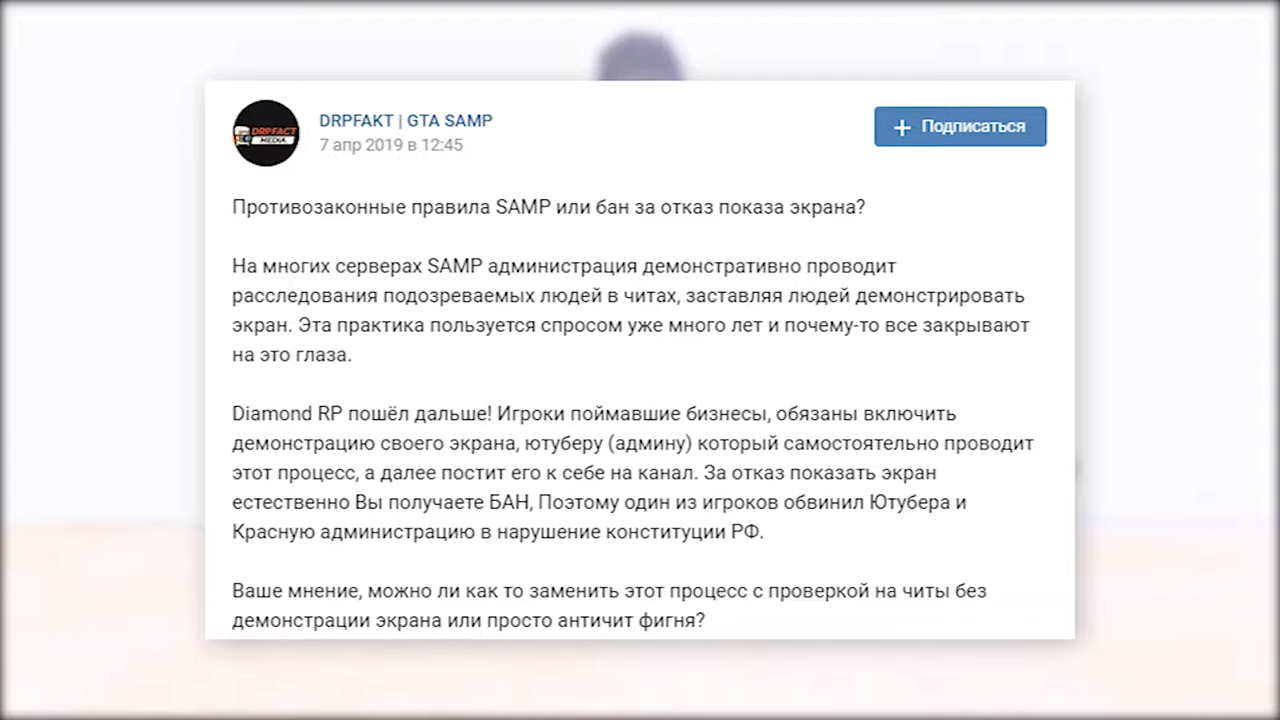 DRPFACT
MEDIA
DRPFAKT | GTA SAMP
7 апр 2019 в 12:45
+ Подписаться
Противозаконные правила SAMP или бан за отказ показа экрана?
На многих серверах SAMP администрация демонстративно проводит
расследования подозреваемых людей в читах, заставляя людей демонстрировать
экран. Эта практика пользуется спросом уже много лет и почему-то все закрывают
на это глаза.
Diamond RP пошёл дальше! Игроки поймавшие бизнесы, обязаны включить
демонстрацию своего экрана, ютуберу (админу) который самостоятельно проводит
этот процесс, а далее постит его к себе на канал. За отказ показать экран
естественно Вы получаете БАН, Поэтому один из игроков обвинил Ютубера и
Красную администрацию в нарушение конституции РФ.
Ваше мнение, можно ли как то заменить этот процесс с проверкой на читы без
демонстрации экрана или просто античит фигня?